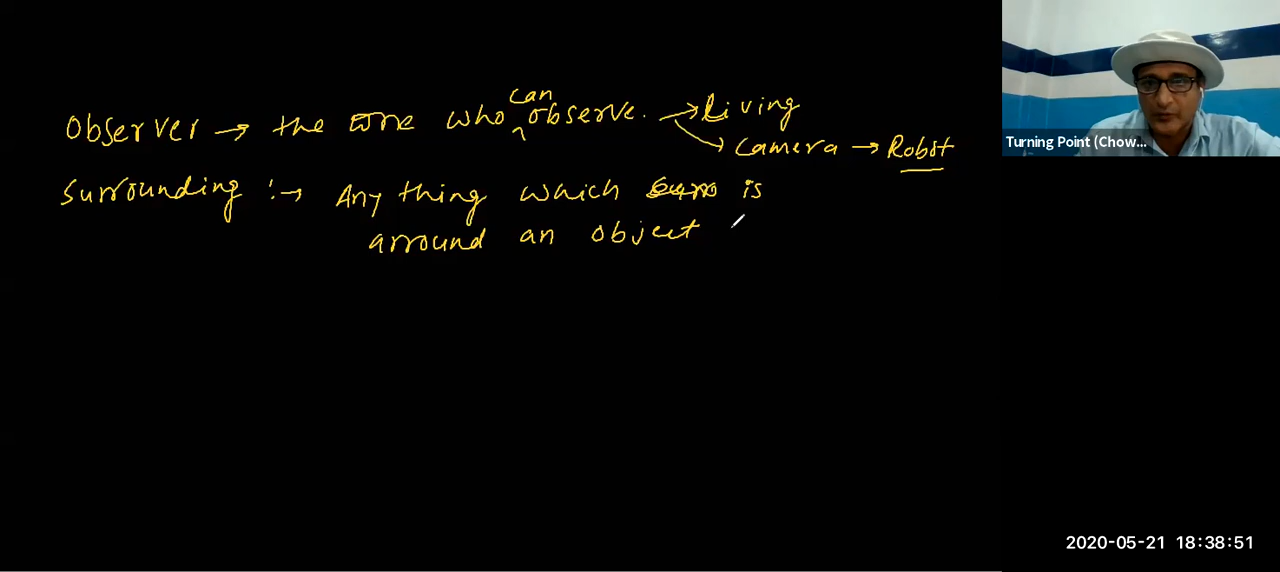 Observer → the one who can observe. → Living
→ Camera → Robot
Surrounding :→ Any thing which is
arround an object
Turning Point (Chow...
2020-05-21 18:38:51